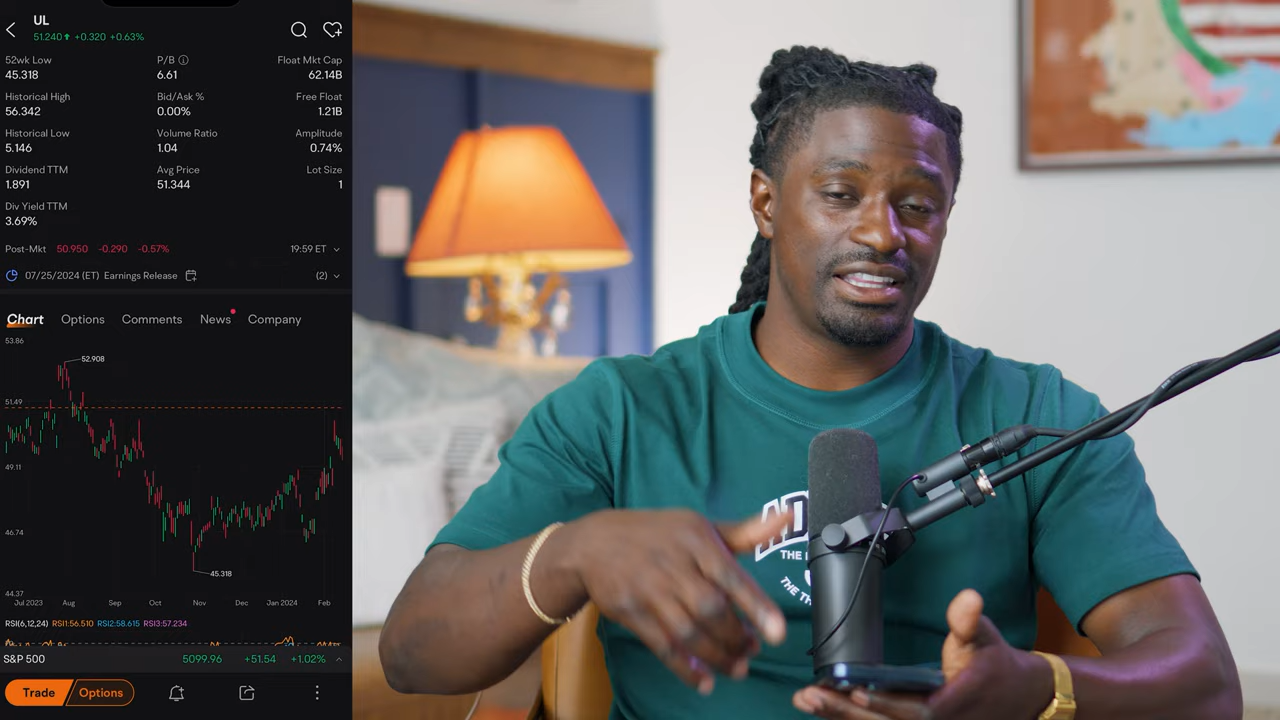 UL
51.240 +0.320 +0.63%
52wk Low P/B Float Mkt Cap
45.318 6.61 62.14B
Historical High Bid/Ask % Free Float
56.342 0.00% 1.21B
Historical Low Volume Ratio Amplitude
5.146 1.04 0.74%
Dividend TTM Avg Price Lot Size
1.891 51.344 1
Div Yield TTM
3.69%
Post-Mkt 50.950 -0.290 -0.57% 19:59 ET
07/25/2024 (ET) Earnings Release (2)
Chart Options Comments News Company
53.86
52.908
51.49
49.11
46.74
45.318
44.37
Jul 2023 Aug Sep Oct Nov Dec Jan 2024 Feb
RSI(6,12,24) RSI1:56.510 RSI2:58.615 RSI3:57.234
S&P 500 5099.96 +51.54 +1.02%
Trade Options
THE